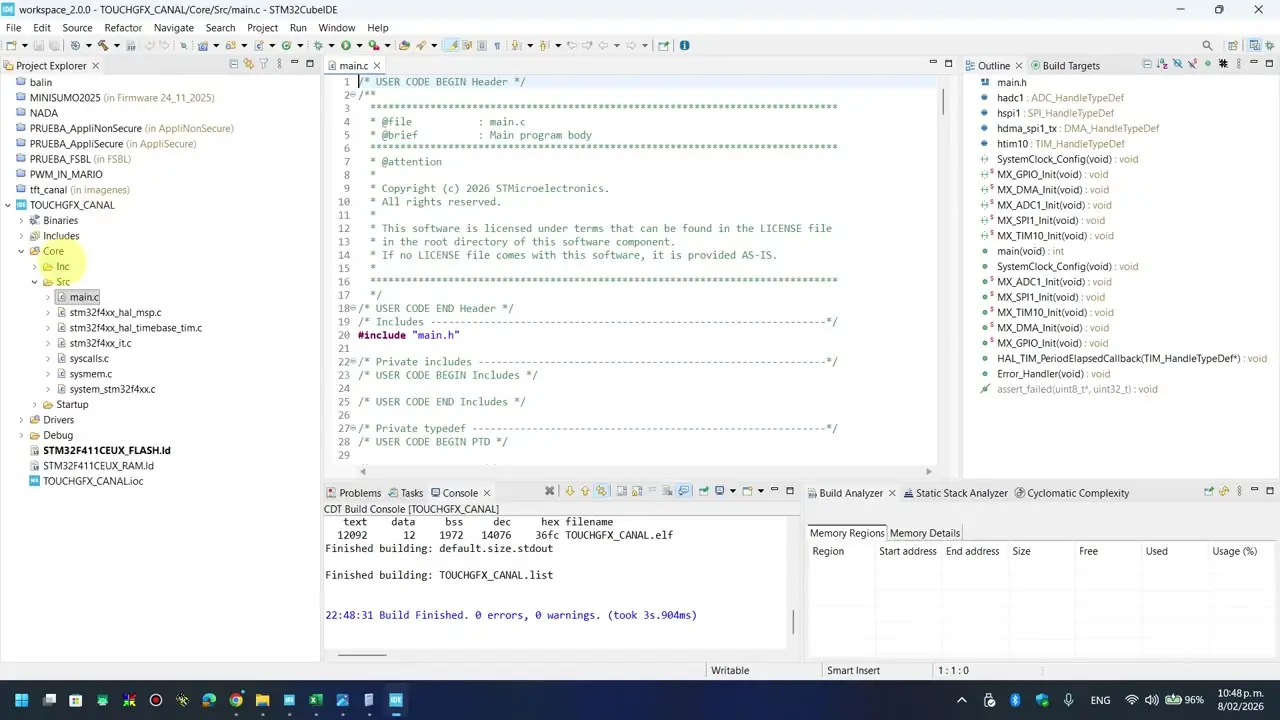 workspace_2.0.0 - TOUCHGFX_CANAL/Core/Src/main.c - STM32CubeIDE
File Edit Source Refactor Navigate Search Project Run Window Help
Project Explorer
balin
MINISUMO2025 (in Firmware 24_11_2025)
NADA
PRUEBA_AppliNonSecure (in AppliNonSecure)
PRUEBA_AppliSecure (in AppliSecure)
PRUEBA_FSBL (in FSBL)
PWM_IN_MARIO
tft_canal (in imagenes)
TOUCHGFX_CANAL
Binaries
Includes
Core
Inc
Src
main.c
stm32f4xx_hal_msp.c
stm32f4xx_hal_timebase_tim.c
stm32f4xx_it.c
syscalls.c
sysmem.c
system_stm32f4xx.c
Startup
Drivers
Debug
STM32F411CEUX_FLASH.ld
STM32F411CEUX_RAM.ld
TOUCHGFX_CANAL.ioc
main.c
1 /* USER CODE BEGIN Header */
2 /**
3 ******************************************************************************
4 * @file : main.c
5 * @brief : Main program body
6 ******************************************************************************
7 * @attention
8 *
9 * Copyright (c) 2026 STMicroelectronics.
10 * All rights reserved.
11 *
12 * This software is licensed under terms that can be found in the LICENSE file
13 * in the root directory of this software component.
14 * If no LICENSE file comes with this software, it is provided AS-IS.
15 *
16 ******************************************************************************
17 */
18 /* USER CODE END Header */
19 /* Includes ------------------------------------------------------------------*/
20 #include "main.h"
21
22 /* Private includes ----------------------------------------------------------*/
23 /* USER CODE BEGIN Includes */
24
25 /* USER CODE END Includes */
26
27 /* Private typedef -----------------------------------------------------------*/
28 /* USER CODE BEGIN PTD */
29
Outline Build Targets
main.h
hadc1 : ADC_HandleTypeDef
hspi1 : SPI_HandleTypeDef
hdma_spi1_tx : DMA_HandleTypeDef
htim10 : TIM_HandleTypeDef
SystemClock_Config(void) : void
MX_GPIO_Init(void) : void
MX_DMA_Init(void) : void
MX_ADC1_Init(void) : void
MX_SPI1_Init(void) : void
MX_TIM10_Init(void) : void
main(void) : int
SystemClock_Config(void) : void
MX_ADC1_Init(void) : void
MX_SPI1_Init(void) : void
MX_TIM10_Init(void) : void
MX_DMA_Init(void) : void
MX_GPIO_Init(void) : void
HAL_TIM_PeriodElapsedCallback(TIM_HandleTypeDef*) : void
Error_Handler(void) : void
assert_failed(uint8_t*, uint32_t) : void
Problems Tasks Console
CDT Build Console [TOUCHGFX_CANAL]
text data bss dec hex filename
12092 12 1972 14076 36fc TOUCHGFX_CANAL.elf
Finished building: default.size.stdout
Finished building: TOUCHGFX_CANAL.list
22:48:31 Build Finished. 0 errors, 0 warnings. (took 3s.904ms)
Build Analyzer Static Stack Analyzer Cyclomatic Complexity
Memory Regions Memory Details
Region Start address End address Size Free Used Usage (%)
Writable Smart Insert 1 : 1 : 0
ENG 96% 10:48 p.m.
8/02/2026